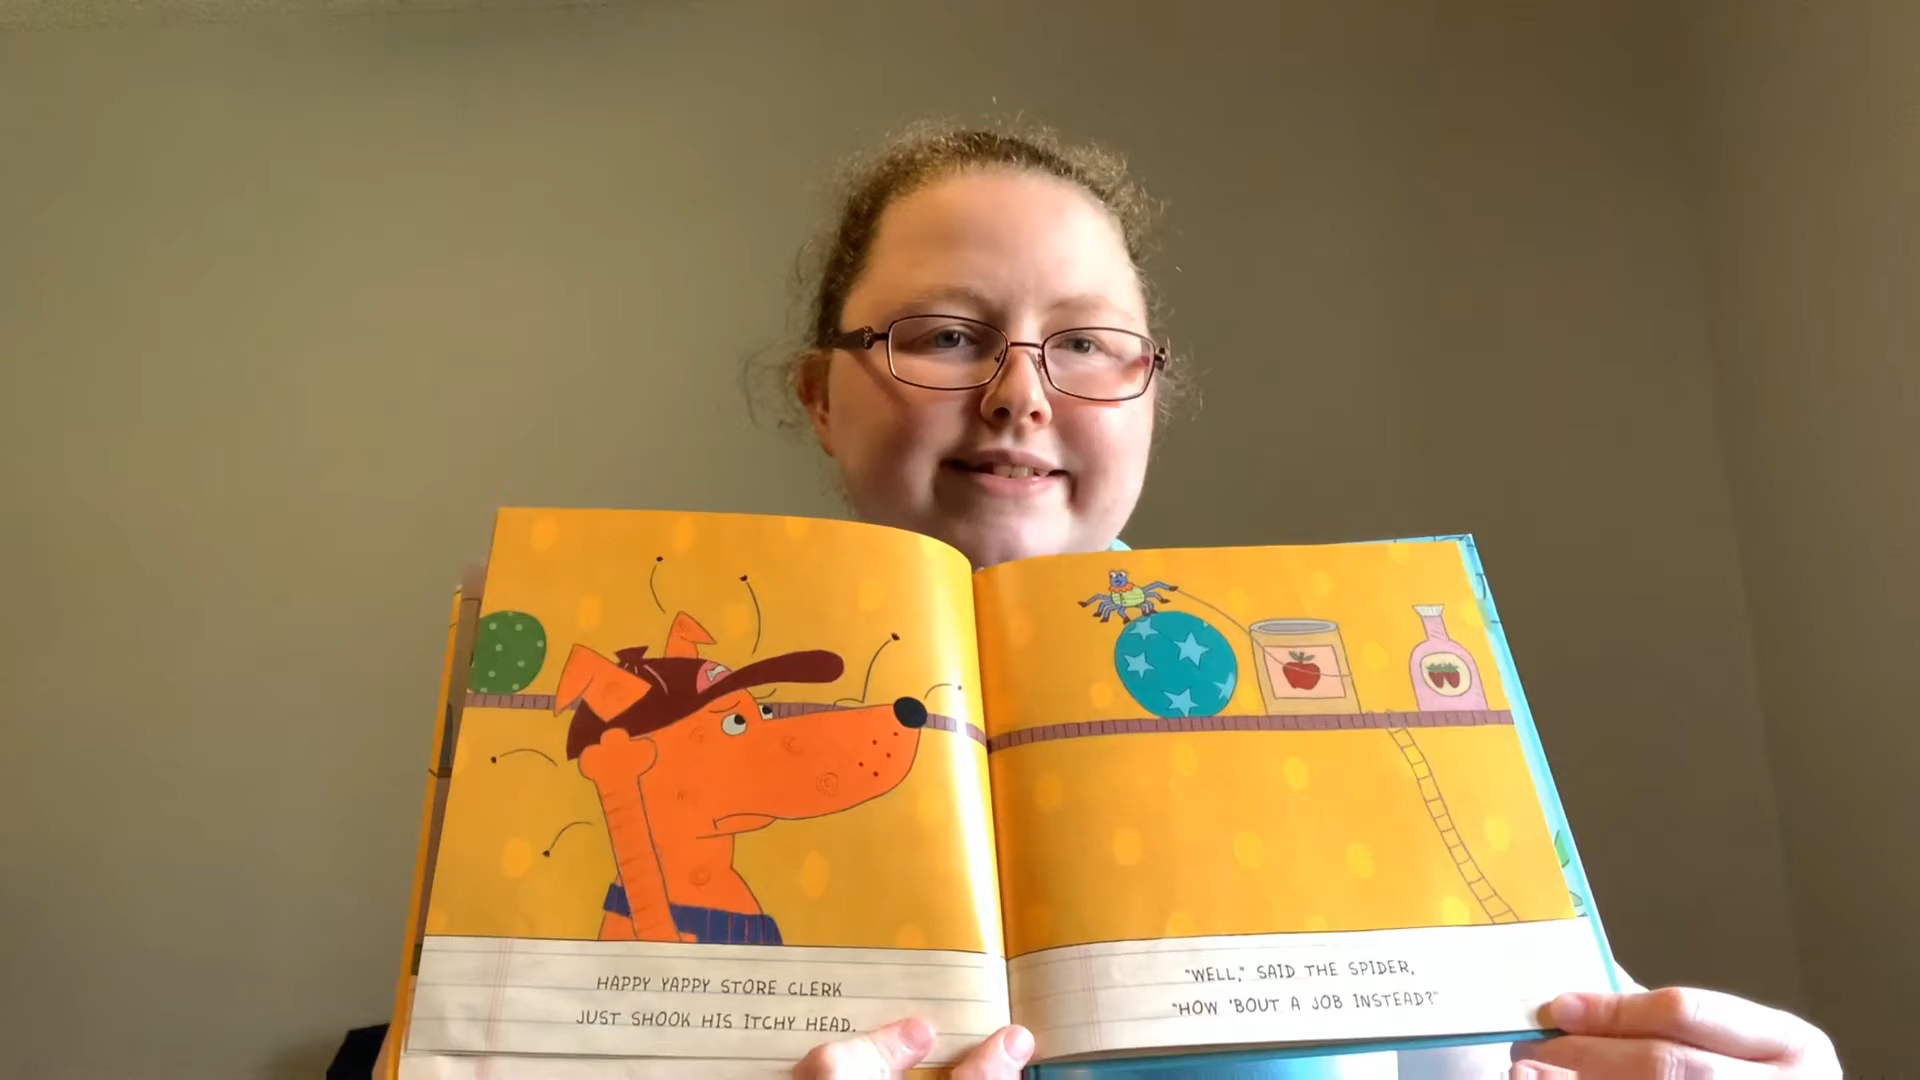 HAPPY YAPPY STORE CLERK
JUST SHOOK HIS ITCHY HEAD.
"WELL," SAID THE SPIDER,
"HOW 'BOUT A JOB INSTEAD?"